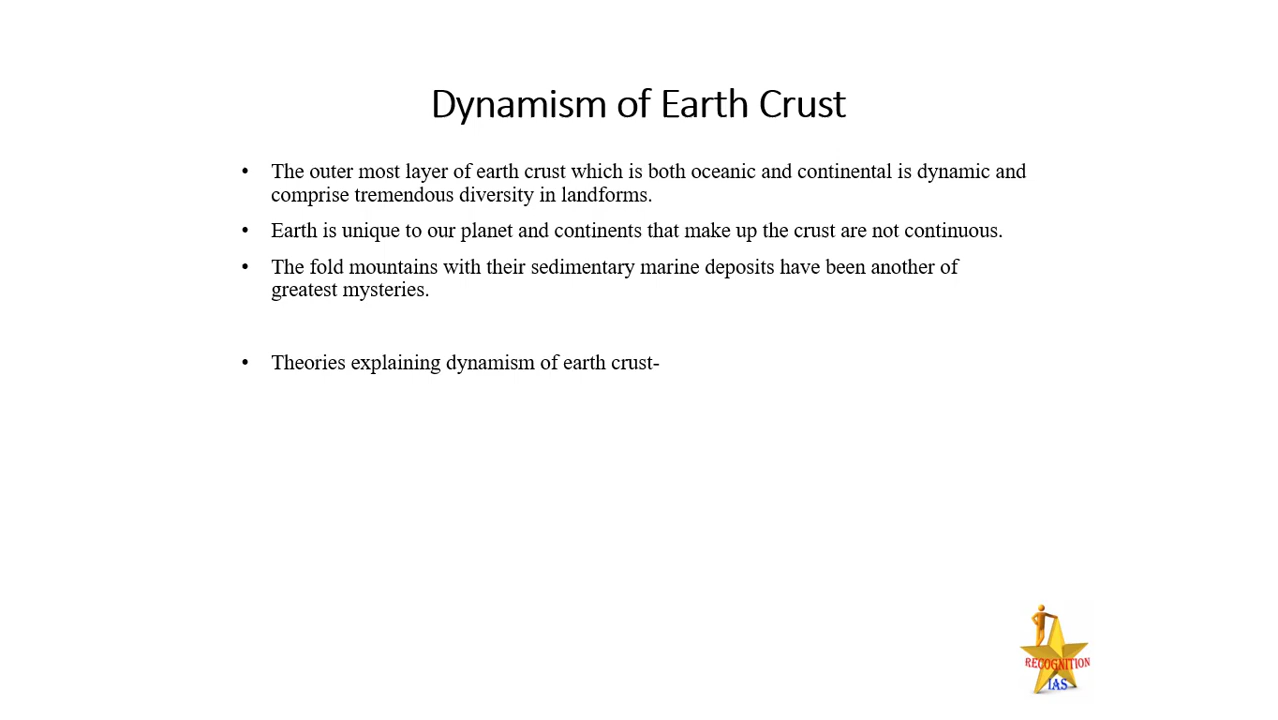 Dynamism of Earth Crust
• The outer most layer of earth crust which is both oceanic and continental is dynamic and
comprise tremendous diversity in landforms.
• Earth is unique to our planet and continents that make up the crust are not continuous.
• The fold mountains with their sedimentary marine deposits have been another of
greatest mysteries.
• Theories explaining dynamism of earth crust-
RECOGNITION
IAS